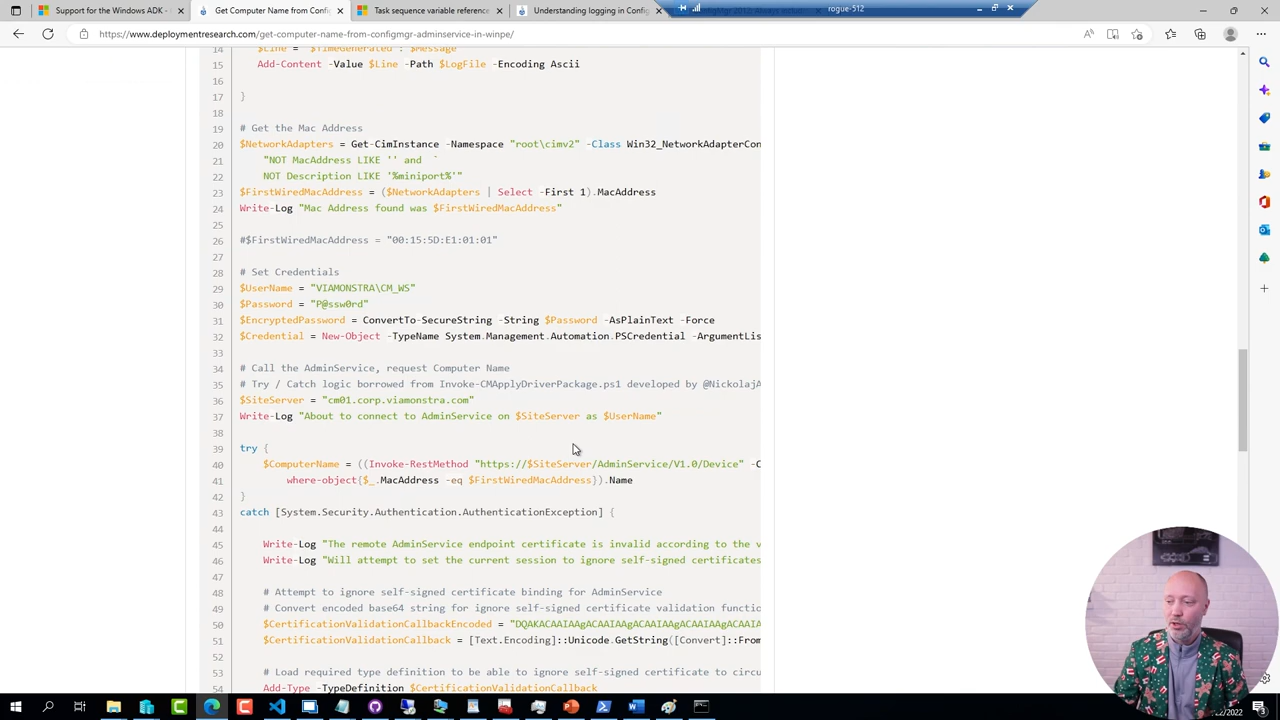 Support for the Windows ADK -
Get Computer Name from Config
Task sequence variable reference
Understanding logging in Config
rogue-512
https://www.deploymentresearch.com/get-computer-name-from-configmgr-adminservice-in-winpe/
14 $Line = "$TimeGenerated : $Message"
15 Add-Content -Value $Line -Path $LogFile -Encoding Ascii
16
17 }
18
19 # Get the Mac Address
20 $NetworkAdapters = Get-CimInstance -Namespace "root\cimv2" -Class Win32_NetworkAdapterCon
21 "NOT MacAddress LIKE '' and `
22 NOT Description LIKE '%miniport%'"
23 $FirstWiredMacAddress = ($NetworkAdapters | Select -First 1).MacAddress
24 Write-Log "Mac Address found was $FirstWiredMacAddress"
25
26 #$FirstWiredMacAddress = "00:15:5D:E1:01:01"
27
28 # Set Credentials
29 $UserName = "VIAMONSTRA\CM_WS"
30 $Password = "P@ssw0rd"
31 $EncryptedPassword = ConvertTo-SecureString -String $Password -AsPlainText -Force
32 $Credential = New-Object -TypeName System.Management.Automation.PSCredential -ArgumentLis
33
34 # Call the AdminService, request Computer Name
35 # Try / Catch logic borrowed from Invoke-CMApplyDriverPackage.ps1 developed by @NickolajA
36 $SiteServer = "cm01.corp.viamonstra.com"
37 Write-Log "About to connect to AdminService on $SiteServer as $UserName"
38
39 try {
40 $ComputerName = ((Invoke-RestMethod "https://$SiteServer/AdminService/V1.0/Device" -C
41 where-object{$_.MacAddress -eq $FirstWiredMacAddress}).Name
42 }
43 catch [System.Security.Authentication.AuthenticationException] {
44
45 Write-Log "The remote AdminService endpoint certificate is invalid according to the v
46 Write-Log "Will attempt to set the current session to ignore self-signed certificates
47
48 # Attempt to ignore self-signed certificate binding for AdminService
49 # Convert encoded base64 string for ignore self-signed certificate validation functio
50 $CertificationValidationCallbackEncoded = "DQAKACAAIAAgACAAIAAgACAAIAAgACAAIAAgACAAIA
51 $CertificationValidationCallback = [Text.Encoding]::Unicode.GetString([Convert]::From
52
53 # Load required type definition to be able to ignore self-signed certificate to circu
54 Add-Type -TypeDefinition $CertificationValidationCallback